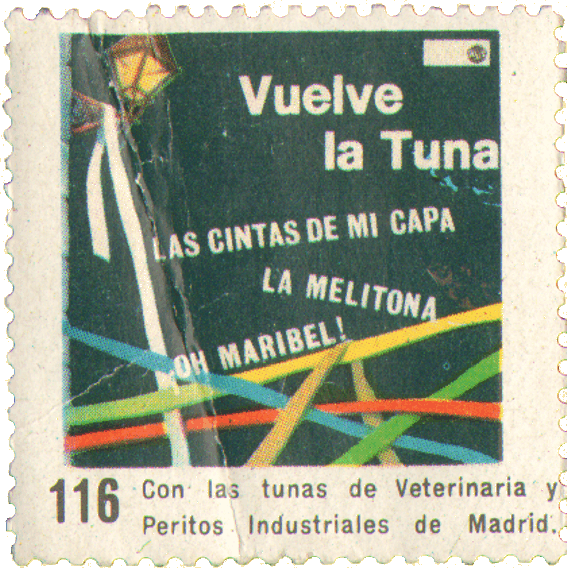 Vuelve
la Tuna
LAS CINTAS DE MI CAPA
LA MELITONA
OH MARIBEL!
116 Con las tunas de Veterinaria y
Peritos Industriales de Madrid.